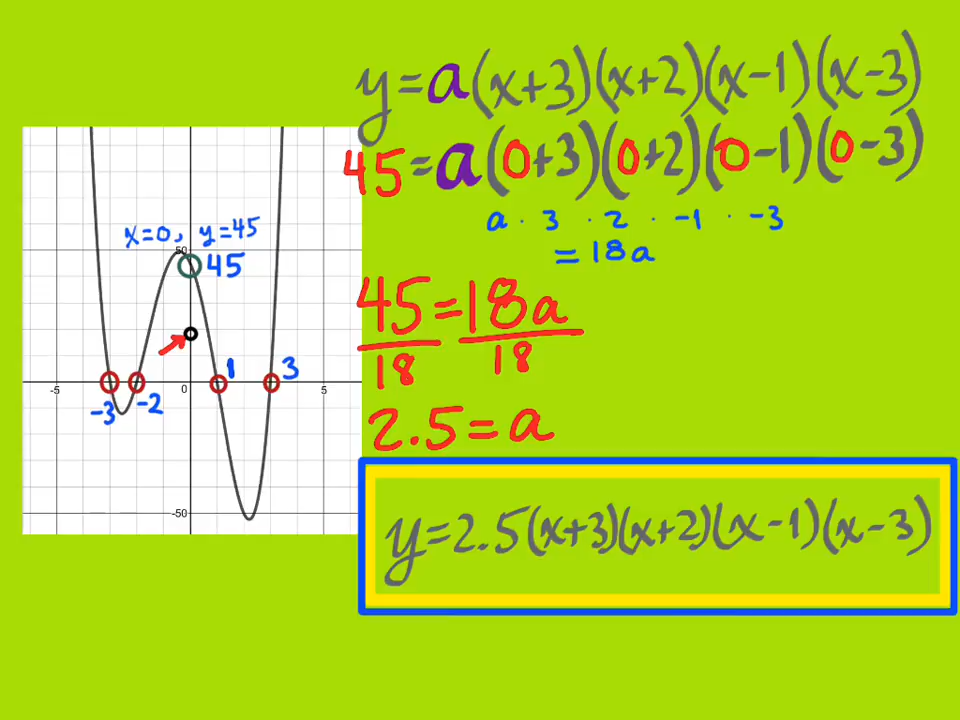 y=a(x+3)(x+2)(x-1)(x-3)
45=a(0+3)(0+2)(0-1)(0-3)
a · 3 · 2 · -1 · -3
=18a
x=0, y=45
50
45
45=18a
18 18
1
3
-5
0
5
-3
-2
2.5=a
-50
y=2.5(x+3)(x+2)(x-1)(x-3)